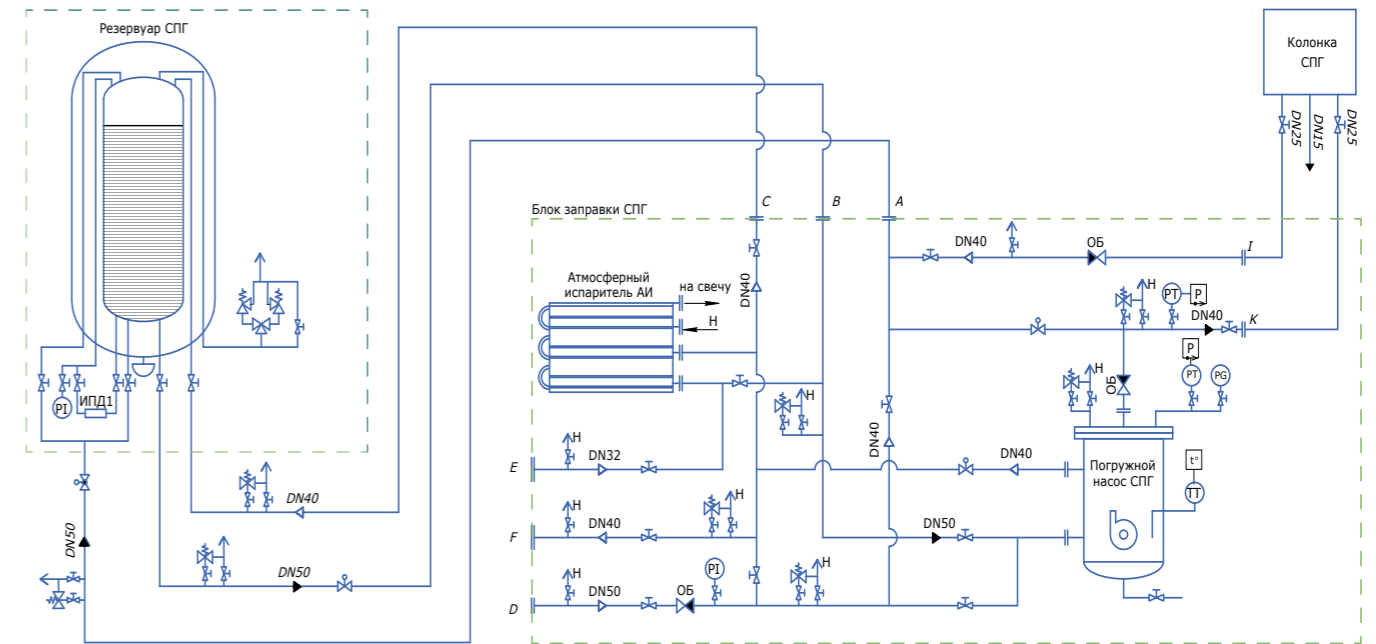 Резервуар СПГ
Колонка
СПГ
DN25
DN15
DN25
C
B
A
Блок заправки СПГ
DN40
ОБ
I
Атмосферный
испаритель АИ
на свечу
Н
DN40
Н
PT
P
DN40
K
P
PT
PG
ОБ
Н
PI
ИПД1
Н
DN40
E
Н
DN32
DN40
Погружной
насос СПГ
t°
TT
DN40
F
Н
DN40
Н
DN50
DN50
DN50
D
Н
DN50
ОБ
PI
Н